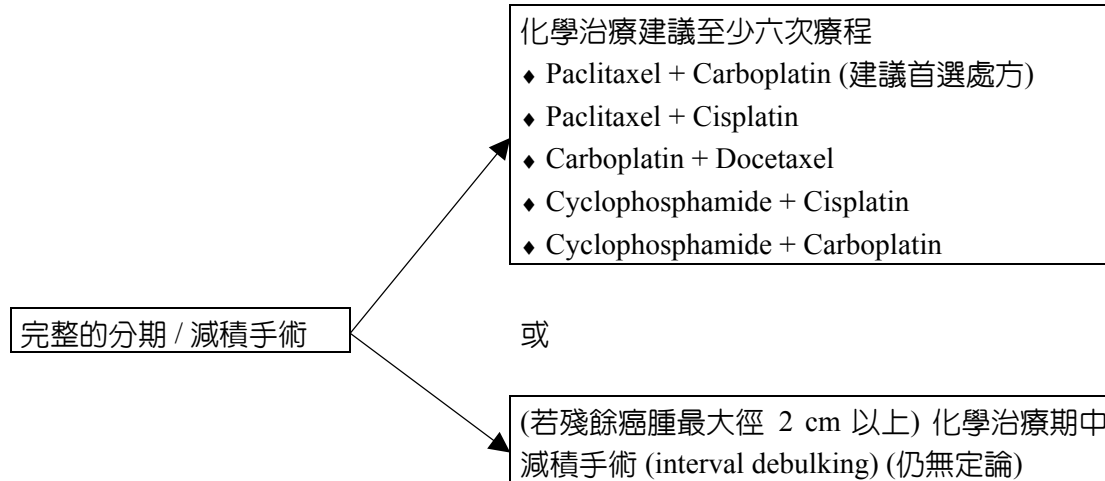 化學治療建議至少六次療程
♦ Paclitaxel + Carboplatin (建議首選處方)
♦ Paclitaxel + Cisplatin
♦ Carboplatin + Docetaxel
♦ Cyclophosphamide + Cisplatin
♦ Cyclophosphamide + Carboplatin
完整的分期 / 減積手術
或
(若殘餘癌腫最大徑 2 cm 以上) 化學治療期中
減積手術 (interval debulking) (仍無定論)